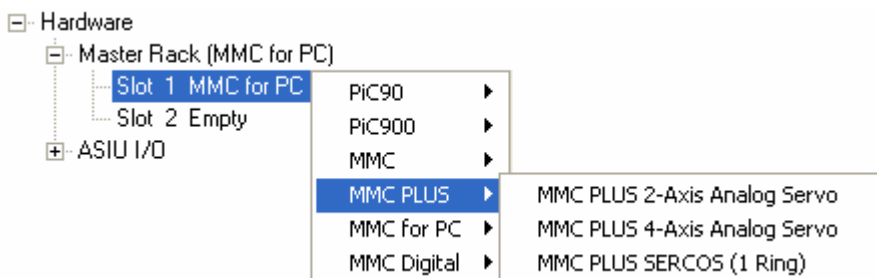 Hardware
Master Rack (MMC for PC)
Slot 1 MMC for PC
Slot 2 Empty
ASIU I/O
PiC90
PiC900
MMC
MMC PLUS
MMC for PC
MMC Digital
MMC PLUS 2-Axis Analog Servo
MMC PLUS 4-Axis Analog Servo
MMC PLUS SERCOS (1 Ring)